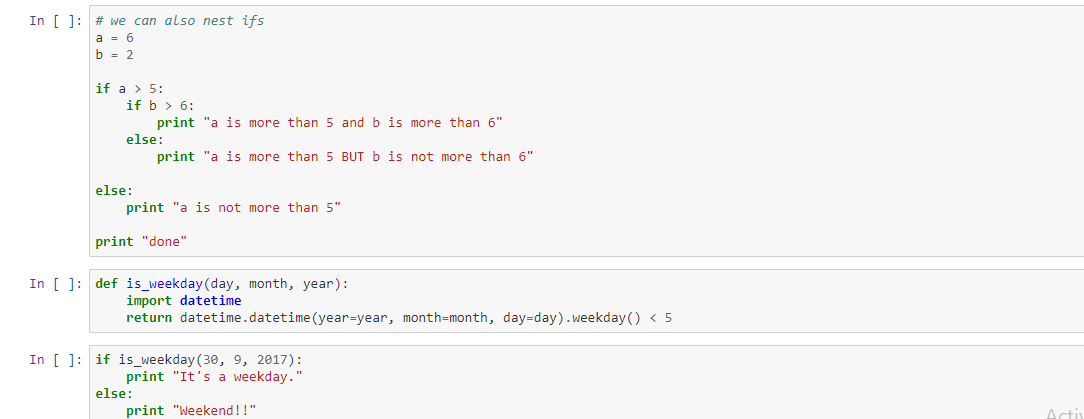 In [ ]: # we can also nest ifs
a = 6
b = 2
if a > 5:
    if b > 6:
        print "a is more than 5 and b is more than 6"
    else:
        print "a is more than 5 BUT b is not more than 6"
else:
    print "a is not more than 5"
print "done"
In [ ]: def is_weekday(day, month, year):
    import datetime
    return datetime.datetime(year=year, month=month, day=day).weekday() < 5
In [ ]: if is_weekday(30, 9, 2017):
    print "It's a weekday."
else:
    print "Weekend!!"